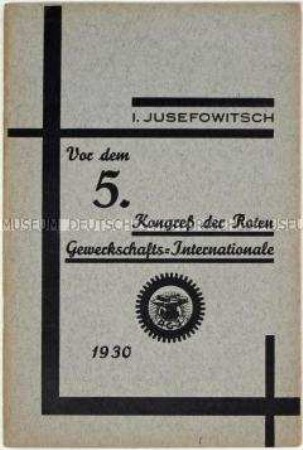 I. JUSEFOWITSCH
Vor dem
5.
Kongreß der Roten
Gewerkschafts=Internationale
1930